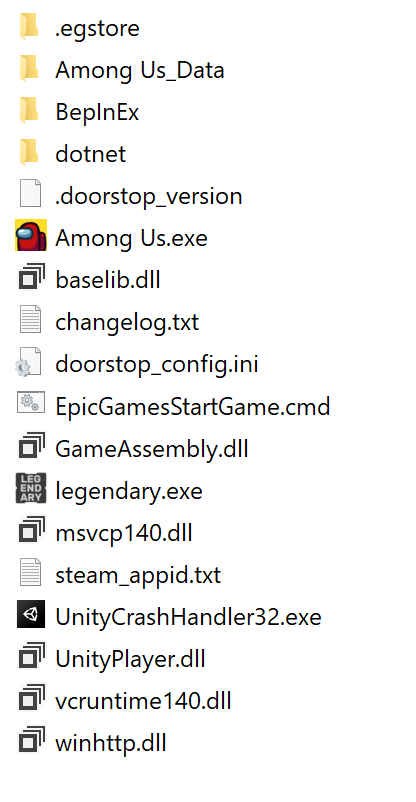 .egstore
Among Us_Data
BepInEx
dotnet
.doorstop_version
Among Us.exe
baselib.dll
changelog.txt
doorstop_config.ini
EpicGamesStartGame.cmd
GameAssembly.dll
LEG
END
ARY
legendary.exe
msvcp140.dll
steam_appid.txt
UnityCrashHandler32.exe
UnityPlayer.dll
vcruntime140.dll
winhttp.dll